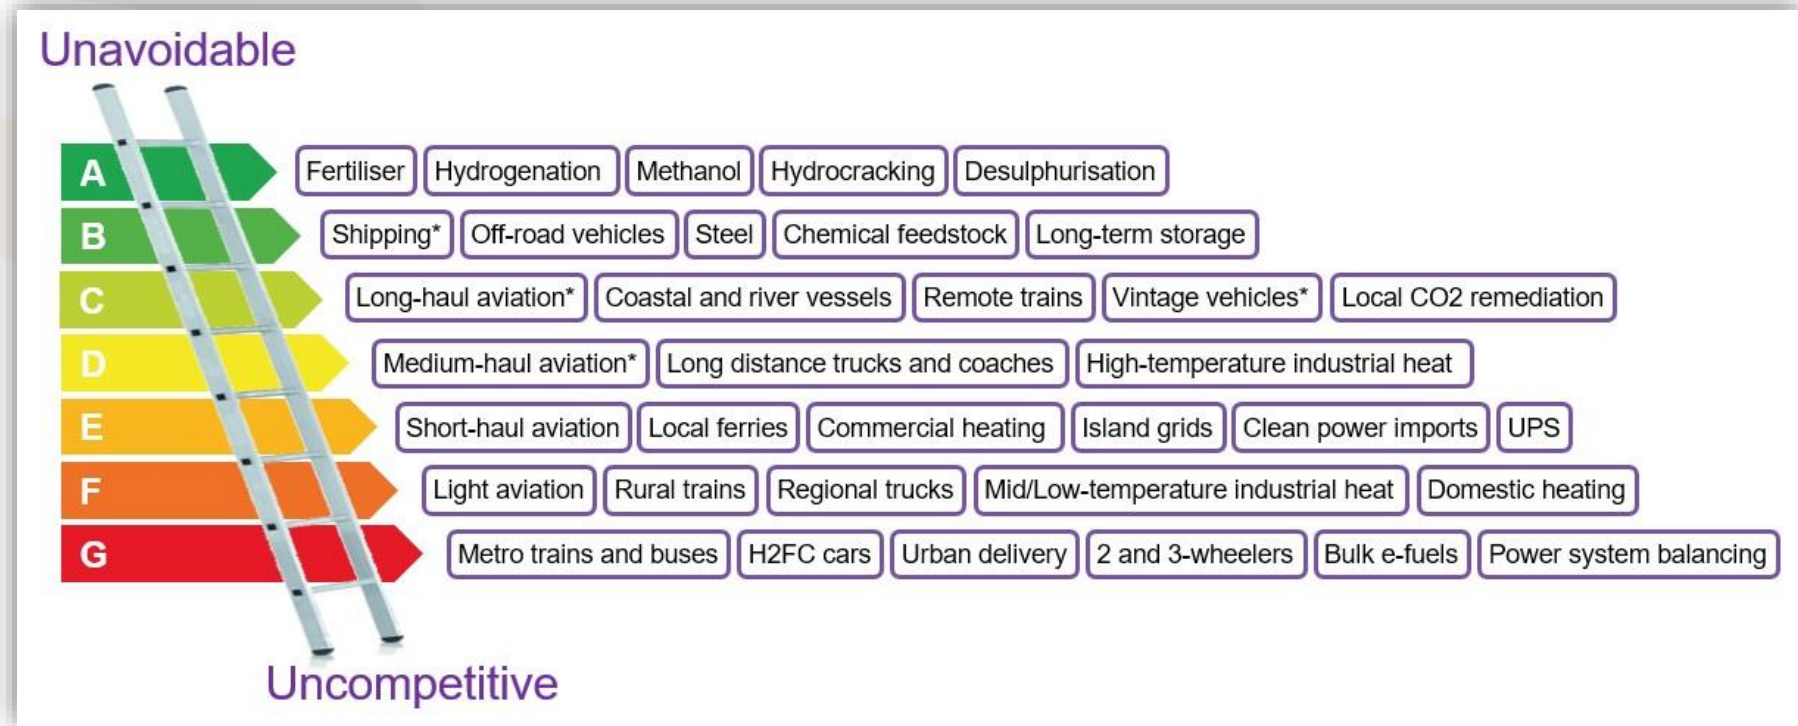 Unavoidable
A Fertiliser Hydrogenation Methanol Hydrocracking Desulphurisation
B Shipping* Off-road vehicles Steel Chemical feedstock Long-term storage
C Long-haul aviation* Coastal and river vessels Remote trains Vintage vehicles* Local CO2 remediation
D Medium-haul aviation* Long distance trucks and coaches High-temperature industrial heat
E Short-haul aviation Local ferries Commercial heating Island grids Clean power imports UPS
F Light aviation Rural trains Regional trucks Mid/Low-temperature industrial heat Domestic heating
G Metro trains and buses H2FC cars Urban delivery 2 and 3-wheelers Bulk e-fuels Power system balancing
Uncompetitive